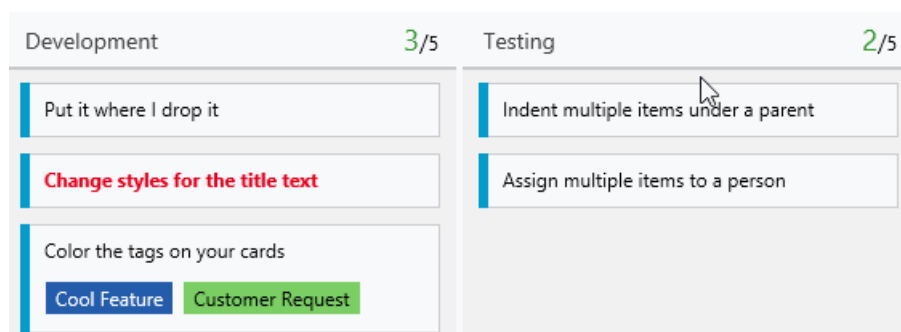 Development 3/5
Put it where I drop it
Change styles for the title text
Color the tags on your cards
Cool Feature Customer Request
Testing 2/5
Indent multiple items under a parent
Assign multiple items to a person